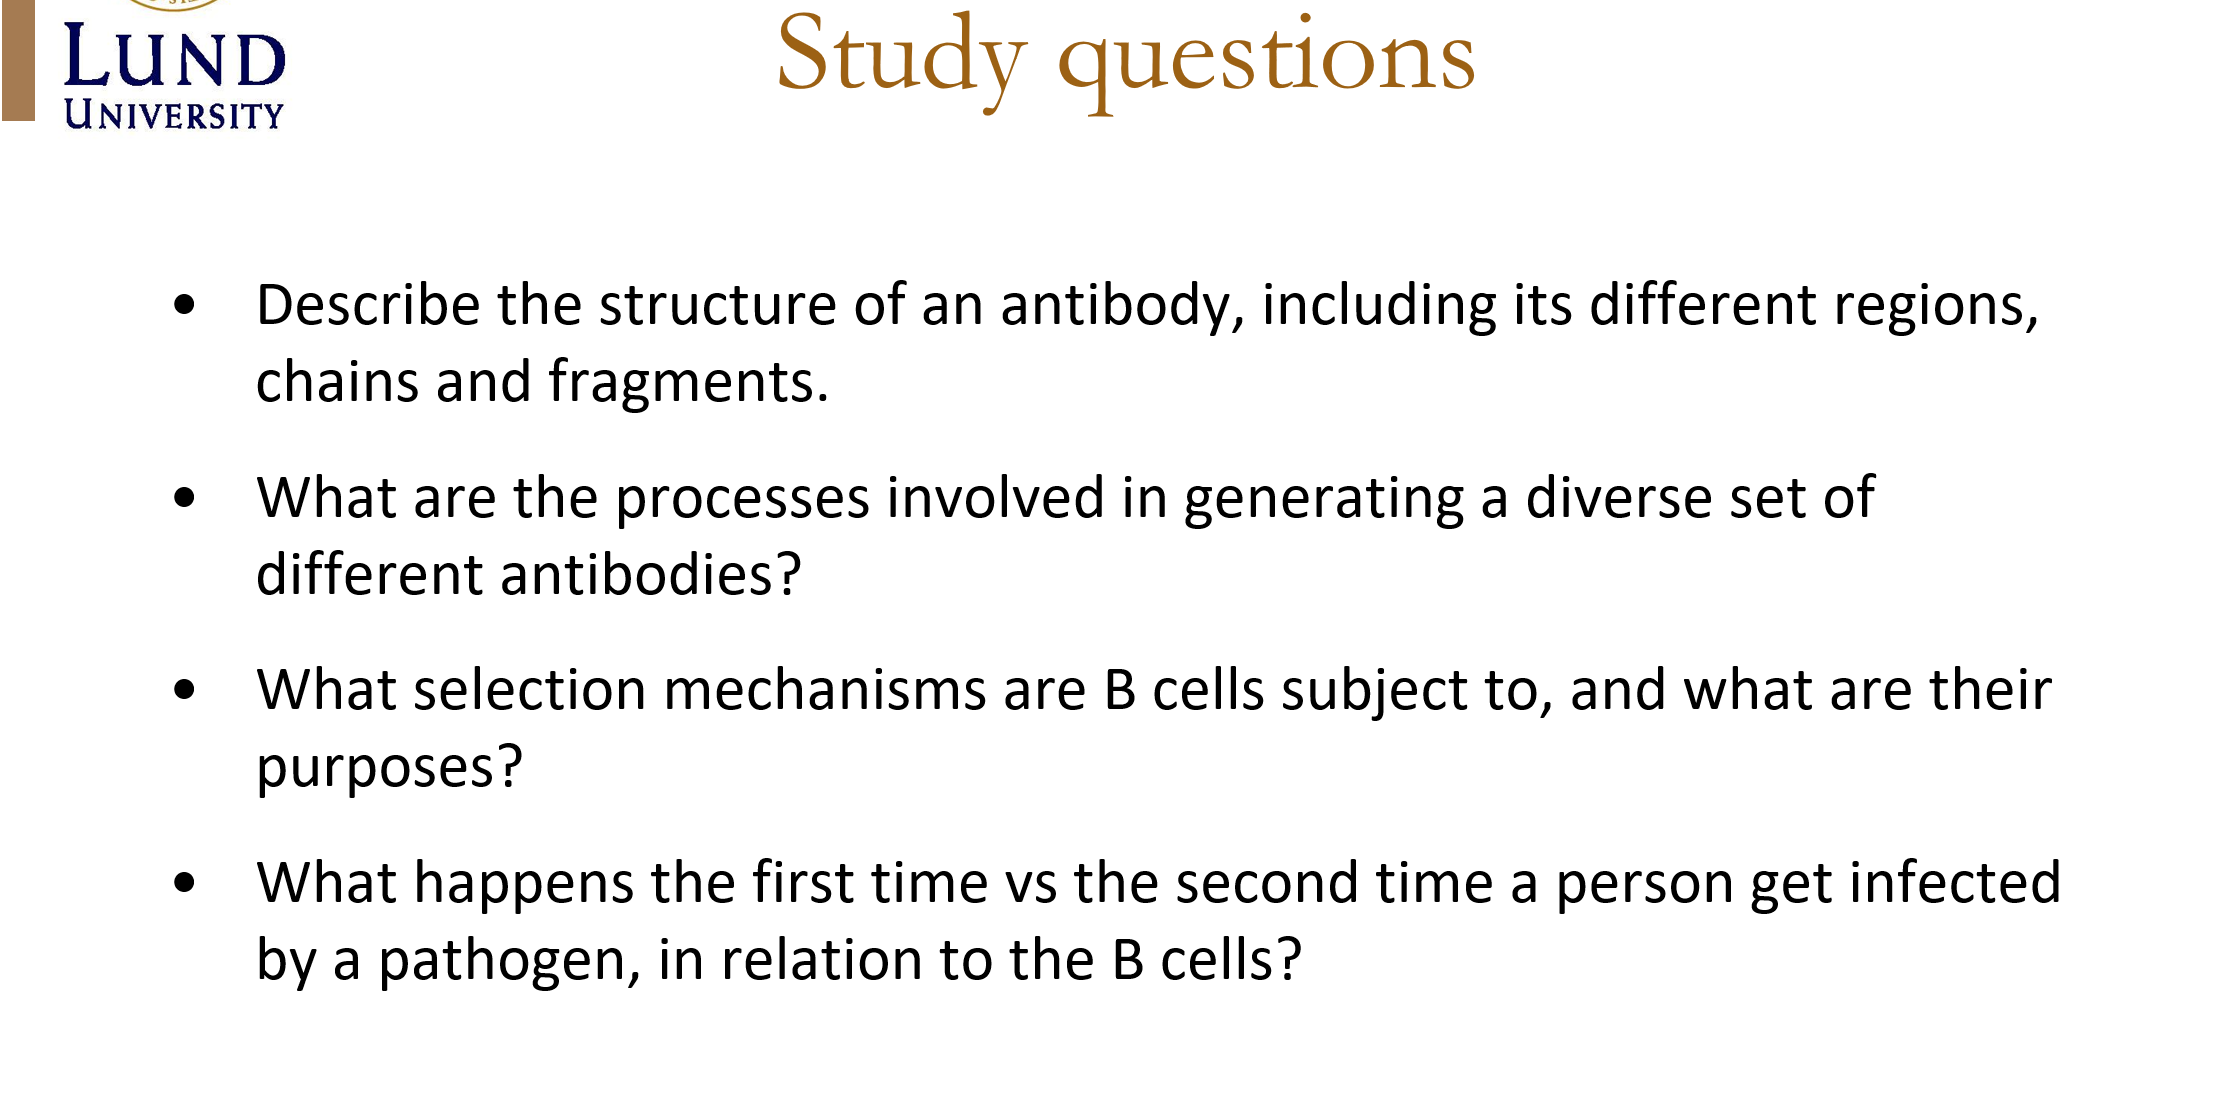 LUND
UNIVERSITY
Study questions
• Describe the structure of an antibody, including its different regions,
chains and fragments.
• What are the processes involved in generating a diverse set of
different antibodies?
• What selection mechanisms are B cells subject to, and what are their
purposes?
• What happens the first time vs the second time a person get infected
by a pathogen, in relation to the B cells?